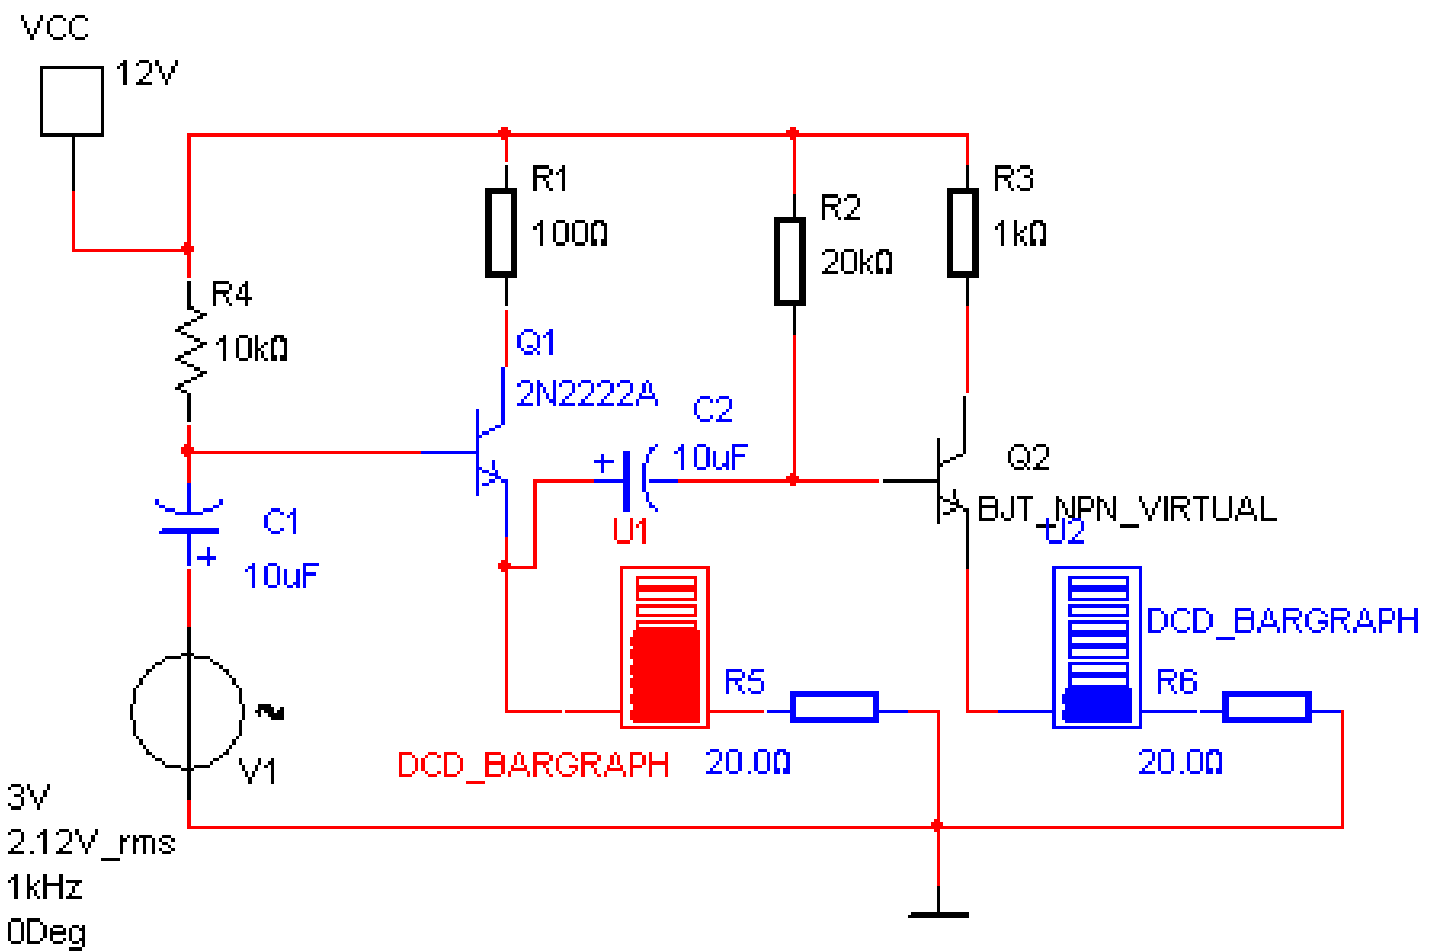 VCC
12V
R1
100Ω
R2
20kΩ
R3
1kΩ
R4
10kΩ
Q1
2N2222A
C2
+
10uF
Q2
BJT_NPN_VIRTUAL
C1
+
10uF
U1
U2
DCD_BARGRAPH
R5
R6
DCD_BARGRAPH
20.0Ω
20.0Ω
V1
3V
2.12V_rms
1kHz
0Deg